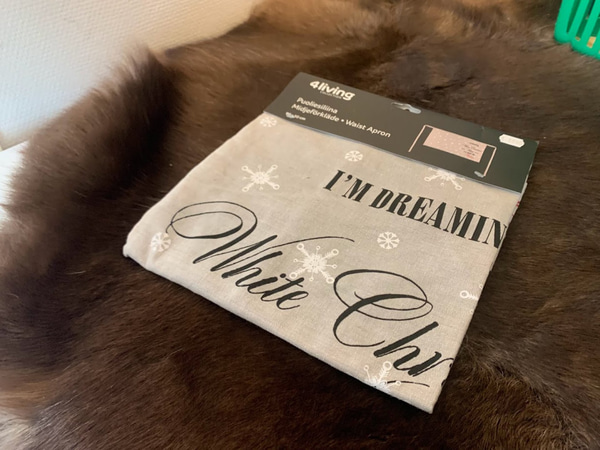 4living
Puoliesiliina
Midjeförkläde • Waist Apron
I'M DREAMIN
White Chr